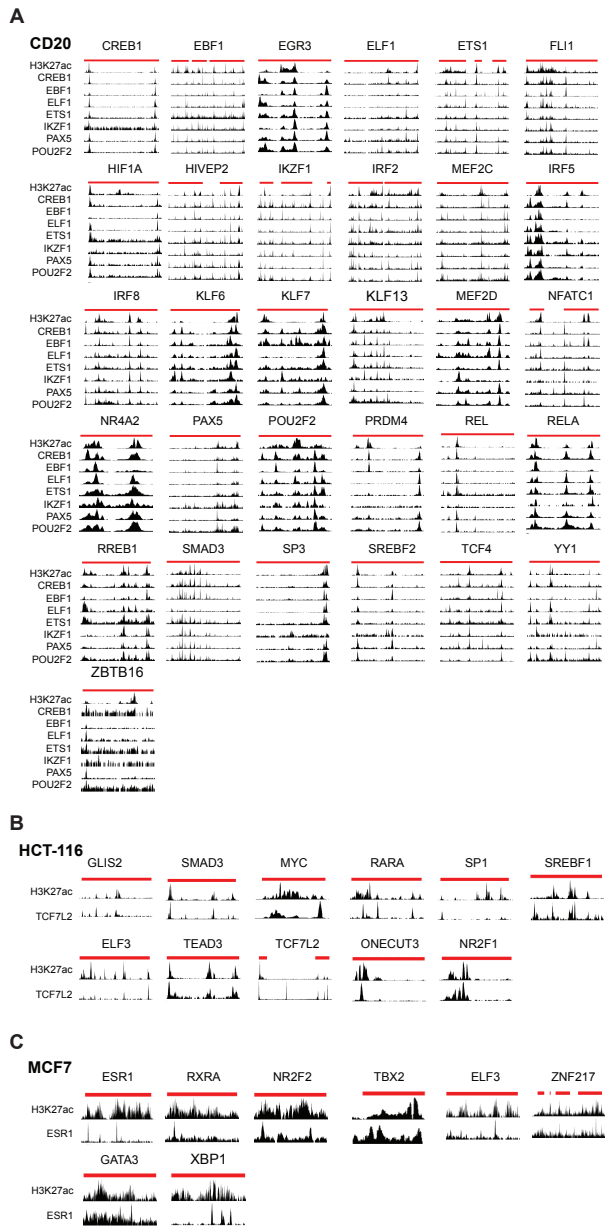 A
CD20
CREB1 EBF1 EGR3 ELF1 ETS1 FLI1
H3K27ac
CREB1
EBF1
ELF1
ETS1
IKZF1
PAX5
POU2F2
HIF1A HIVEP2 IKZF1 IRF2 MEF2C IRF5
H3K27ac
CREB1
EBF1
ELF1
ETS1
IKZF1
PAX5
POU2F2
IRF8 KLF6 KLF7 KLF13 MEF2D NFATC1
H3K27ac
CREB1
EBF1
ELF1
ETS1
IKZF1
PAX5
POU2F2
NR4A2 PAX5 POU2F2 PRDM4 REL RELA
H3K27ac
CREB1
EBF1
ELF1
ETS1
IKZF1
PAX5
POU2F2
RREB1 SMAD3 SP3 SREBF2 TCF4 YY1
H3K27ac
CREB1
EBF1
ELF1
ETS1
IKZF1
PAX5
POU2F2
ZBTB16
H3K27ac
CREB1
EBF1
ELF1
ETS1
IKZF1
PAX5
POU2F2
B
HCT-116
GLIS2 SMAD3 MYC RARA SP1 SREBF1
H3K27ac
TCF7L2
ELF3 TEAD3 TCF7L2 ONECUT3 NR2F1
H3K27ac
TCF7L2
C
MCF7
ESR1 RXRA NR2F2 TBX2 ELF3 ZNF217
H3K27ac
ESR1
GATA3 XBP1
H3K27ac
ESR1